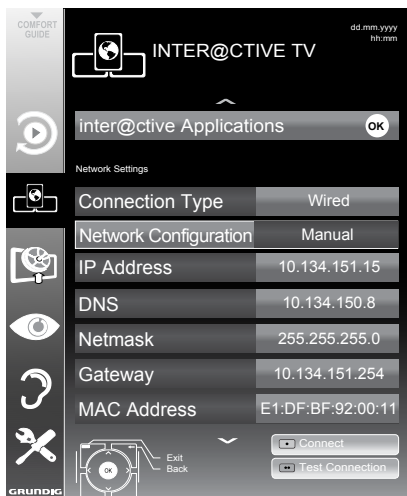 COMFORT
GUIDE
dd.mm.yyyy
hh:mm
INTER@CTIVE TV
inter@ctive Applications OK
Network Settings
Connection Type Wired
Network Configuration Manual
IP Address 10.134.151.15
DNS 10.134.150.8
Netmask 255.255.255.0
Gateway 10.134.151.254
MAC Address E1:DF:BF:92:00:11
OK
Exit
Back
Connect
Test Connection
GRUNDIG